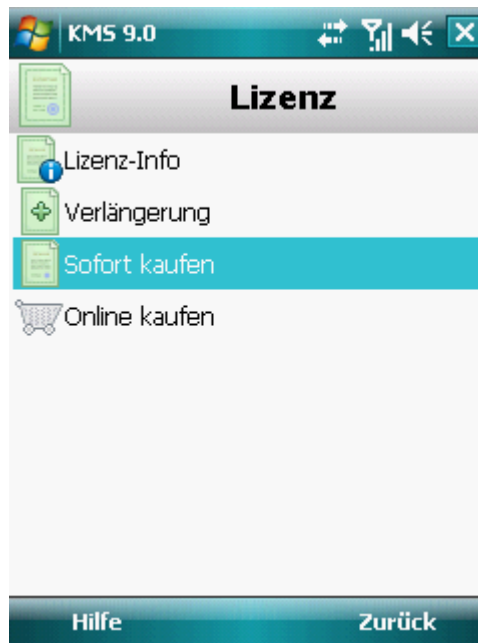 KMS 9.0
Lizenz
Lizenz-Info
Verlängerung
Sofort kaufen
Online kaufen
Hilfe Zurück